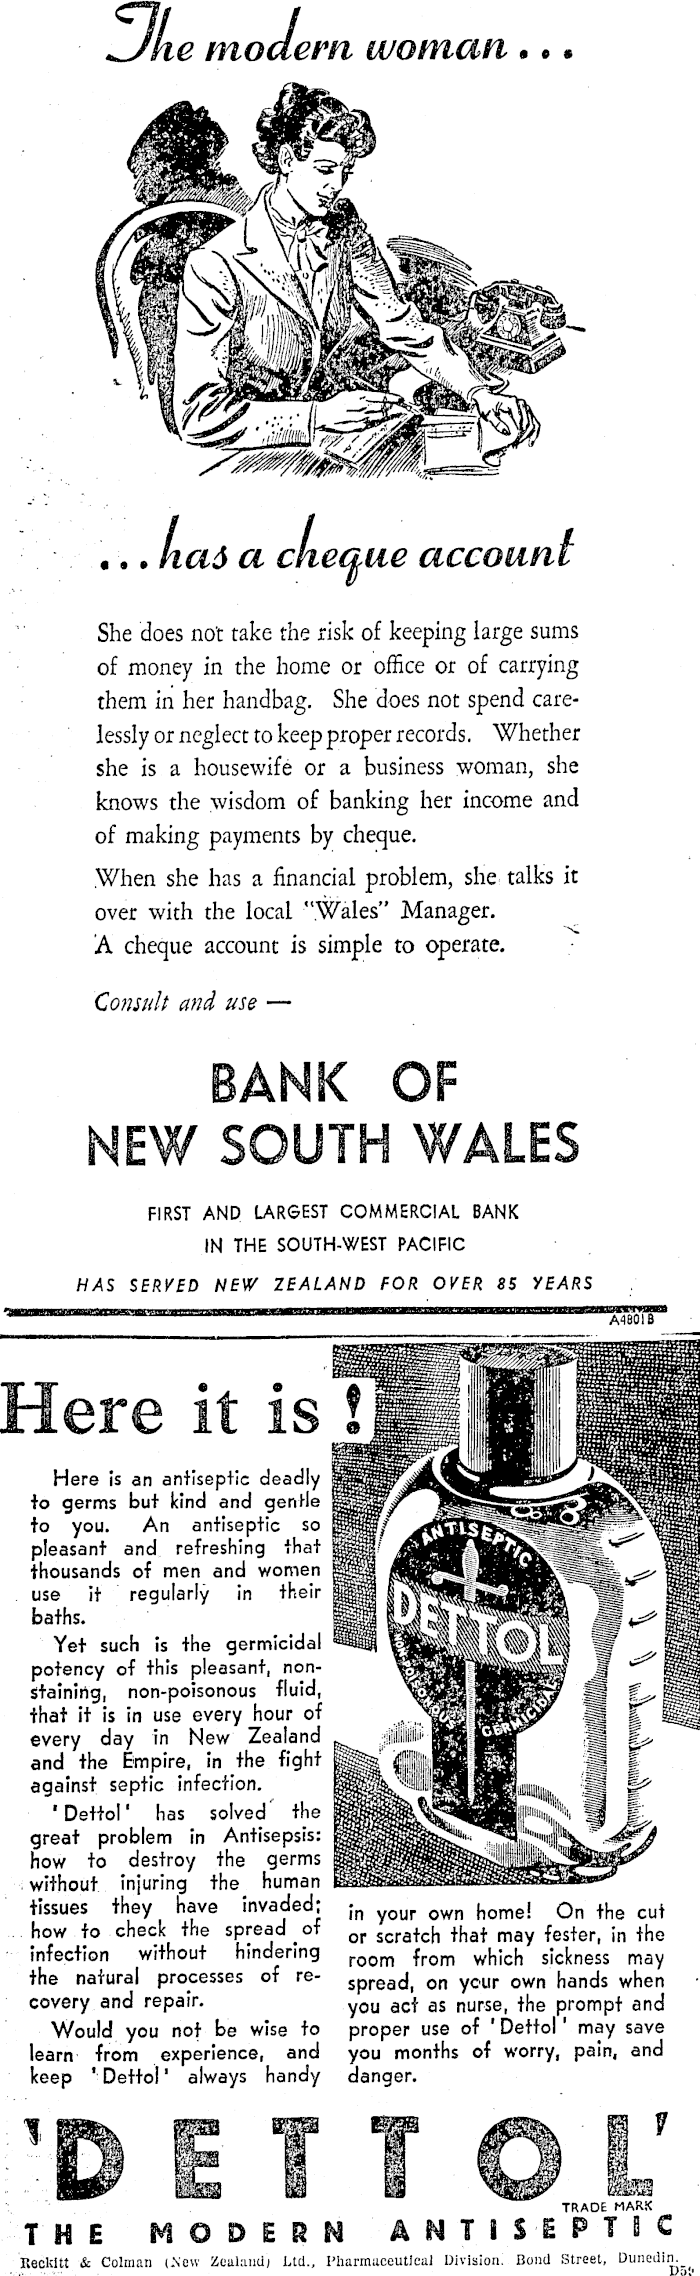 The modern woman...
...has a cheque account
She does not take the risk of keeping large sums
of money in the home or office or of carrying
them in her handbag. She does not spend care-
lessly or neglect to keep proper records. Whether
she is a housewife or a business woman, she
knows the wisdom of banking her income and
of making payments by cheque.
When she has a financial problem, she talks it
over with the local "Wales" Manager.
A cheque account is simple to operate.
Consult and use —
BANK OF
NEW SOUTH WALES
FIRST AND LARGEST COMMERCIAL BANK
IN THE SOUTH-WEST PACIFIC
HAS SERVED NEW ZEALAND FOR OVER 85 YEARS
A4801B
Here it is!
Here is an antiseptic deadly
to germs but kind and gentle
to you. An antiseptic so
pleasant and refreshing that
thousands of men and women
use it regularly in their
baths.
Yet such is the germicidal
potency of this pleasant, non-
staining, non-poisonous fluid,
that it is in use every hour of
every day in New Zealand
and the Empire, in the fight
against septic infection.
'Dettol' has solved the
great problem in Antisepsis:
how to destroy the germs
without injuring the human
tissues they have invaded;
how to check the spread of
infection without hindering
the natural processes of re-
covery and repair.
Would you not be wise to
learn from experience, and
keep 'Dettol' always handy
ANTISEPTIC
DETTOL
NON POISONOUS GERMICIDAL
in your own home! On the cut
or scratch that may fester, in the
room from which sickness may
spread, on your own hands when
you act as nurse, the prompt and
proper use of 'Dettol' may save
you months of worry, pain, and
danger.
'DETTOL'
TRADE MARK
THE MODERN ANTISEPTIC
Reckitt & Colman (New Zealand) Ltd., Pharmaceutical Division. Bond Street, Dunedin.